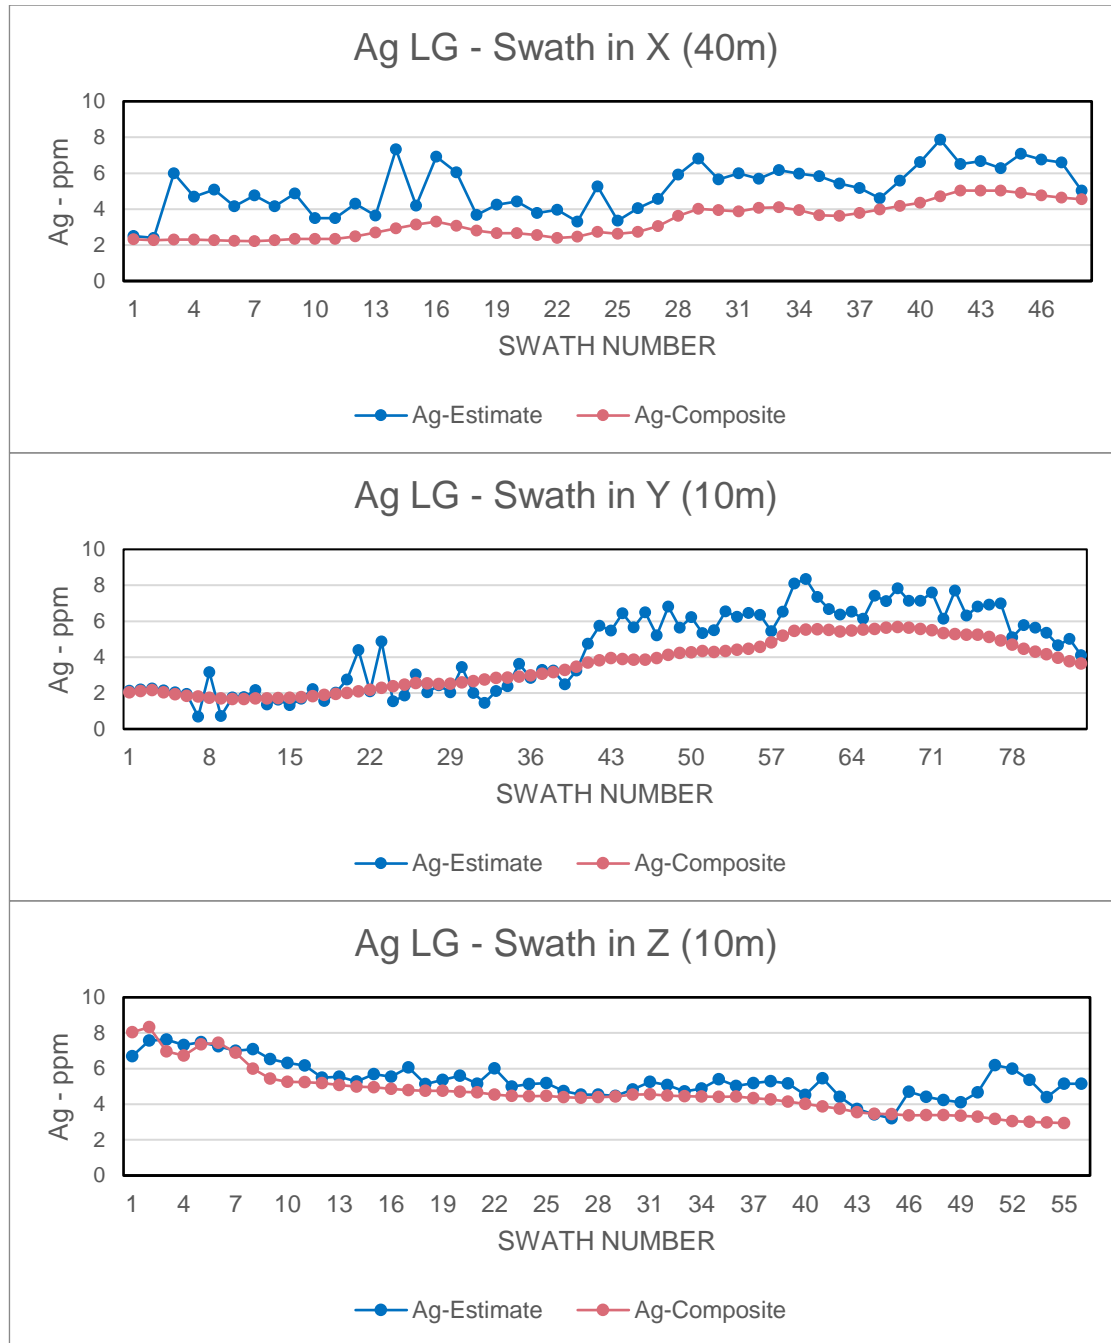 Ag LG - Swath in X (40m)
10
8
6
4
2
0
Ag - ppm
1 4 7 10 13 16 19 22 25 28 31 34 37 40 43 46
SWATH NUMBER
Ag-Estimate Ag-Composite
Ag LG - Swath in Y (10m)
10
8
6
4
2
0
Ag - ppm
1 8 15 22 29 36 43 50 57 64 71 78
SWATH NUMBER
Ag-Estimate Ag-Composite
Ag LG - Swath in Z (10m)
10
8
6
4
2
0
Ag - ppm
1 4 7 10 13 16 19 22 25 28 31 34 37 40 43 46 49 52 55
SWATH NUMBER
Ag-Estimate Ag-Composite